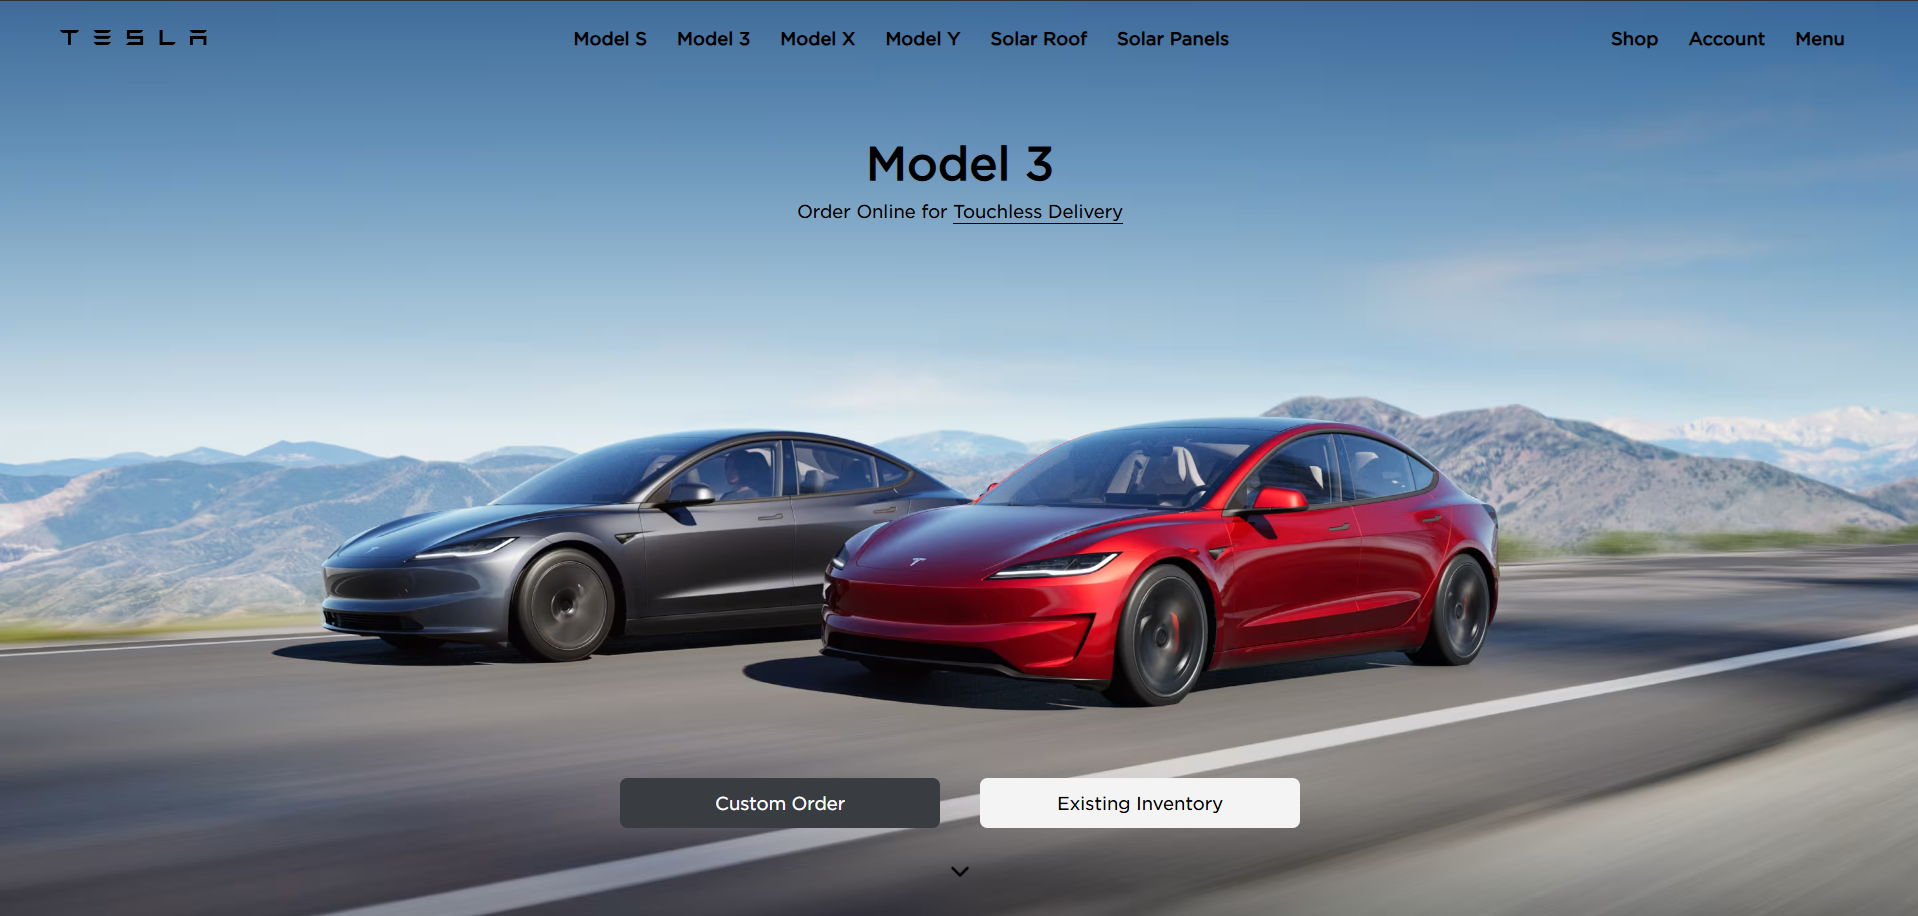 TESLA
Model S Model 3 Model X Model Y Solar Roof Solar Panels
Shop Account Menu
Model 3
Order Online for Touchless Delivery
Custom Order
Existing Inventory